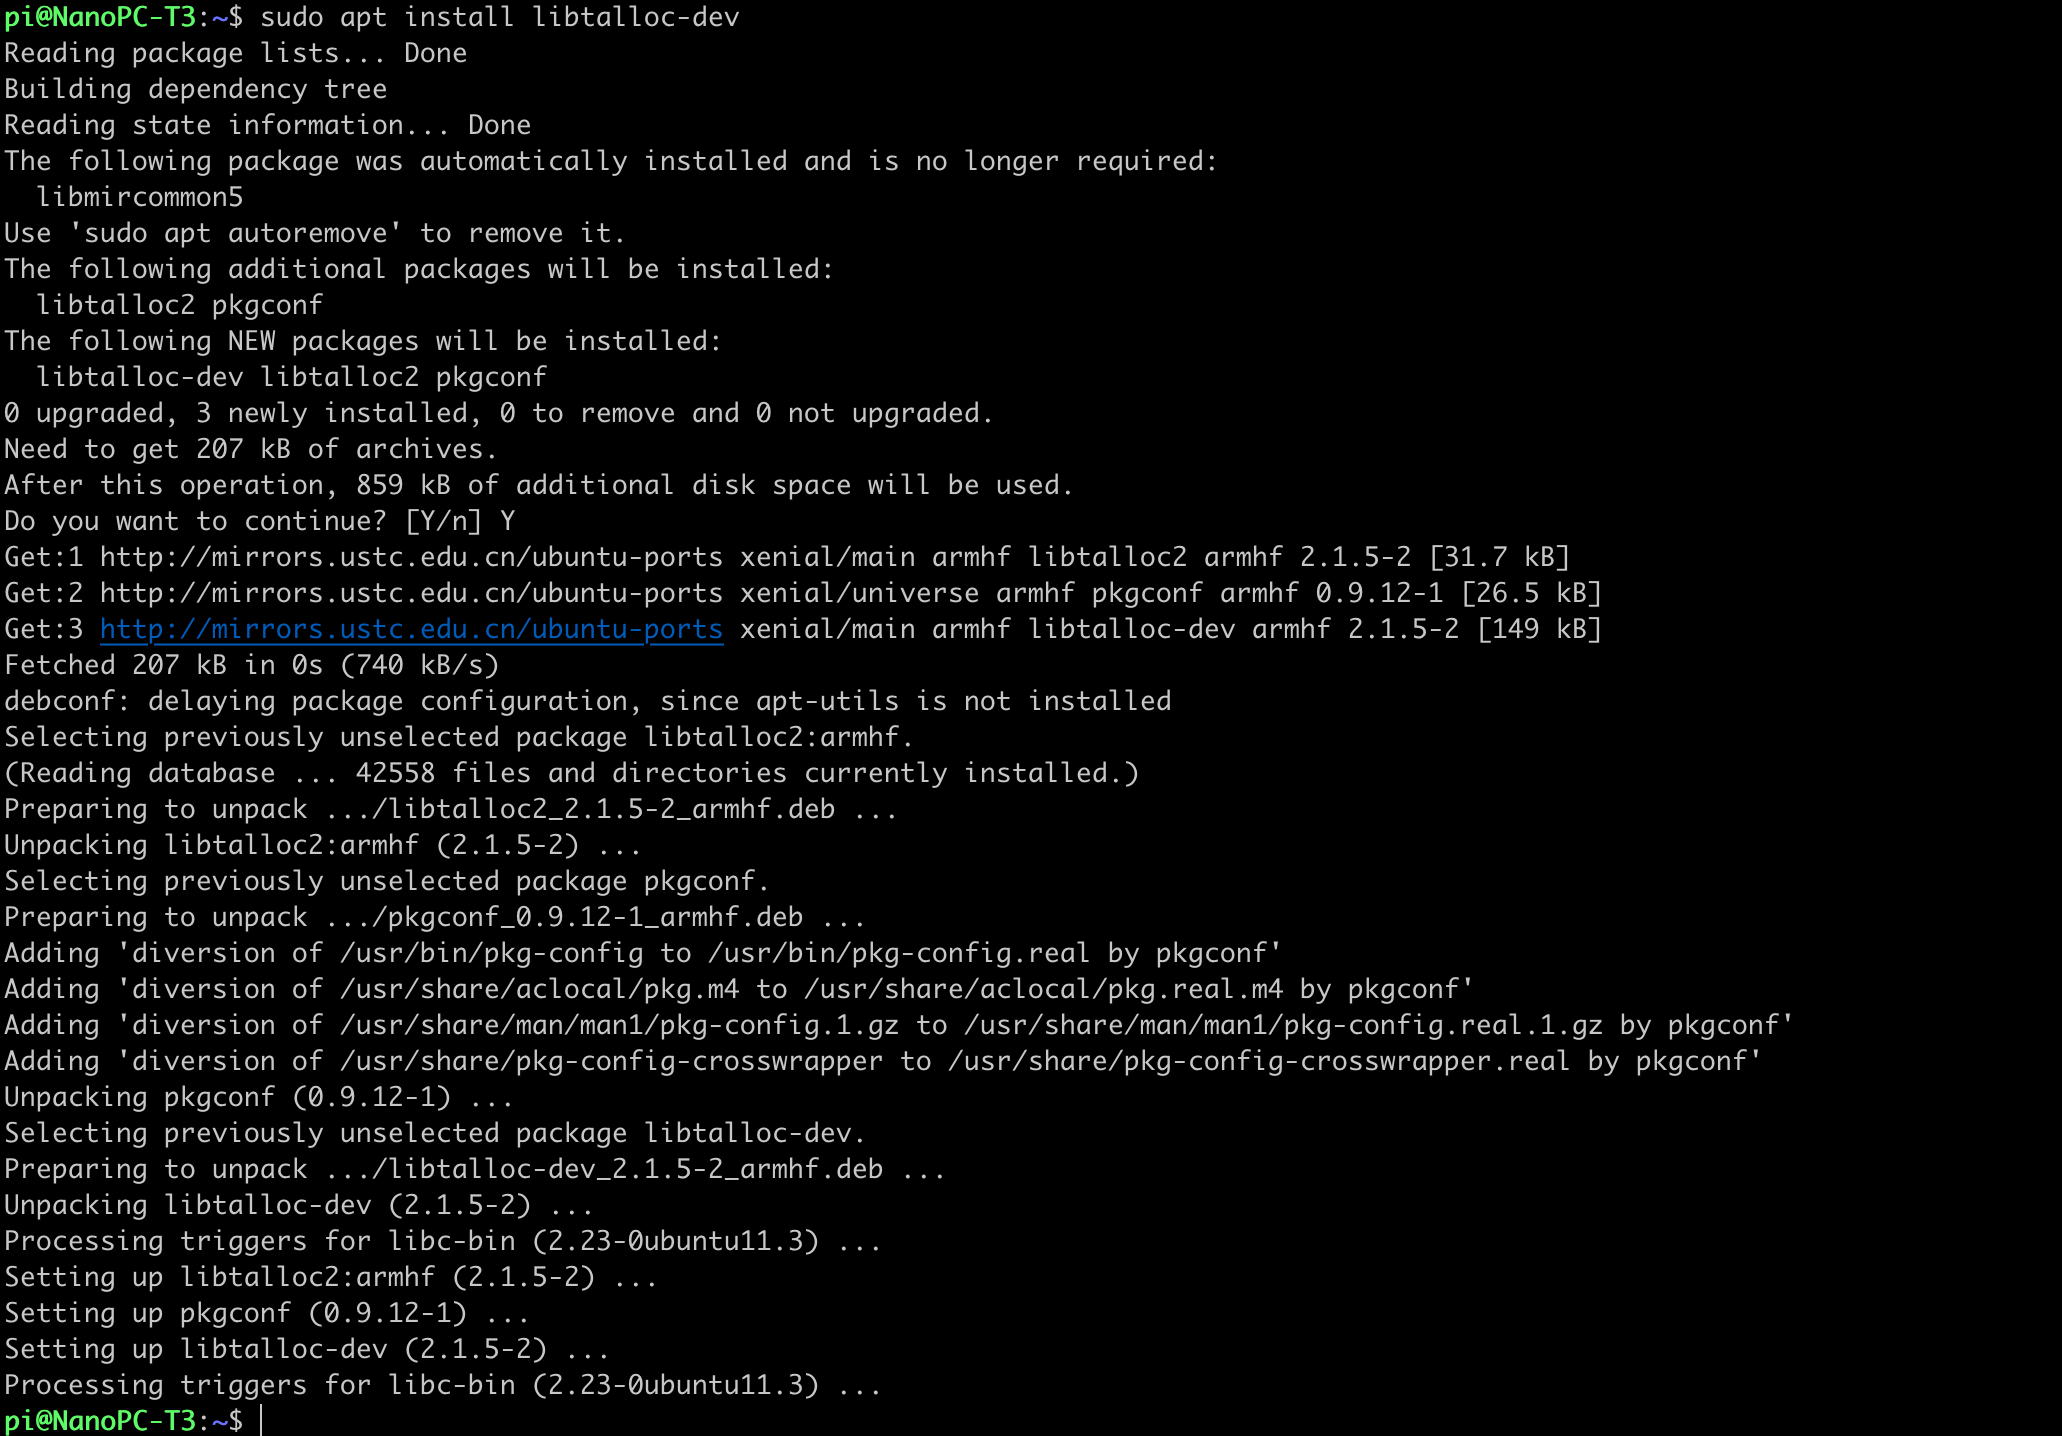 pi@NanoPC-T3:~$ sudo apt install libtalloc-dev
Reading package lists... Done
Building dependency tree
Reading state information... Done
The following package was automatically installed and is no longer required:
  libmircommon5
Use 'sudo apt autoremove' to remove it.
The following additional packages will be installed:
  libtalloc2 pkgconf
The following NEW packages will be installed:
  libtalloc-dev libtalloc2 pkgconf
0 upgraded, 3 newly installed, 0 to remove and 0 not upgraded.
Need to get 207 kB of archives.
After this operation, 859 kB of additional disk space will be used.
Do you want to continue? [Y/n] Y
Get:1 http://mirrors.ustc.edu.cn/ubuntu-ports xenial/main armhf libtalloc2 armhf 2.1.5-2 [31.7 kB]
Get:2 http://mirrors.ustc.edu.cn/ubuntu-ports xenial/universe armhf pkgconf armhf 0.9.12-1 [26.5 kB]
Get:3 http://mirrors.ustc.edu.cn/ubuntu-ports xenial/main armhf libtalloc-dev armhf 2.1.5-2 [149 kB]
Fetched 207 kB in 0s (740 kB/s)
debconf: delaying package configuration, since apt-utils is not installed
Selecting previously unselected package libtalloc2:armhf.
(Reading database ... 42558 files and directories currently installed.)
Preparing to unpack .../libtalloc2_2.1.5-2_armhf.deb ...
Unpacking libtalloc2:armhf (2.1.5-2) ...
Selecting previously unselected package pkgconf.
Preparing to unpack .../pkgconf_0.9.12-1_armhf.deb ...
Adding 'diversion of /usr/bin/pkg-config to /usr/bin/pkg-config.real by pkgconf'
Adding 'diversion of /usr/share/aclocal/pkg.m4 to /usr/share/aclocal/pkg.real.m4 by pkgconf'
Adding 'diversion of /usr/share/man/man1/pkg-config.1.gz to /usr/share/man/man1/pkg-config.real.1.gz by pkgconf'
Adding 'diversion of /usr/share/pkg-config-crosswrapper to /usr/share/pkg-config-crosswrapper.real by pkgconf'
Unpacking pkgconf (0.9.12-1) ...
Selecting previously unselected package libtalloc-dev.
Preparing to unpack .../libtalloc-dev_2.1.5-2_armhf.deb ...
Unpacking libtalloc-dev (2.1.5-2) ...
Processing triggers for libc-bin (2.23-0ubuntu11.3) ...
Setting up libtalloc2:armhf (2.1.5-2) ...
Setting up pkgconf (0.9.12-1) ...
Setting up libtalloc-dev (2.1.5-2) ...
Processing triggers for libc-bin (2.23-0ubuntu11.3) ...
pi@NanoPC-T3:~$